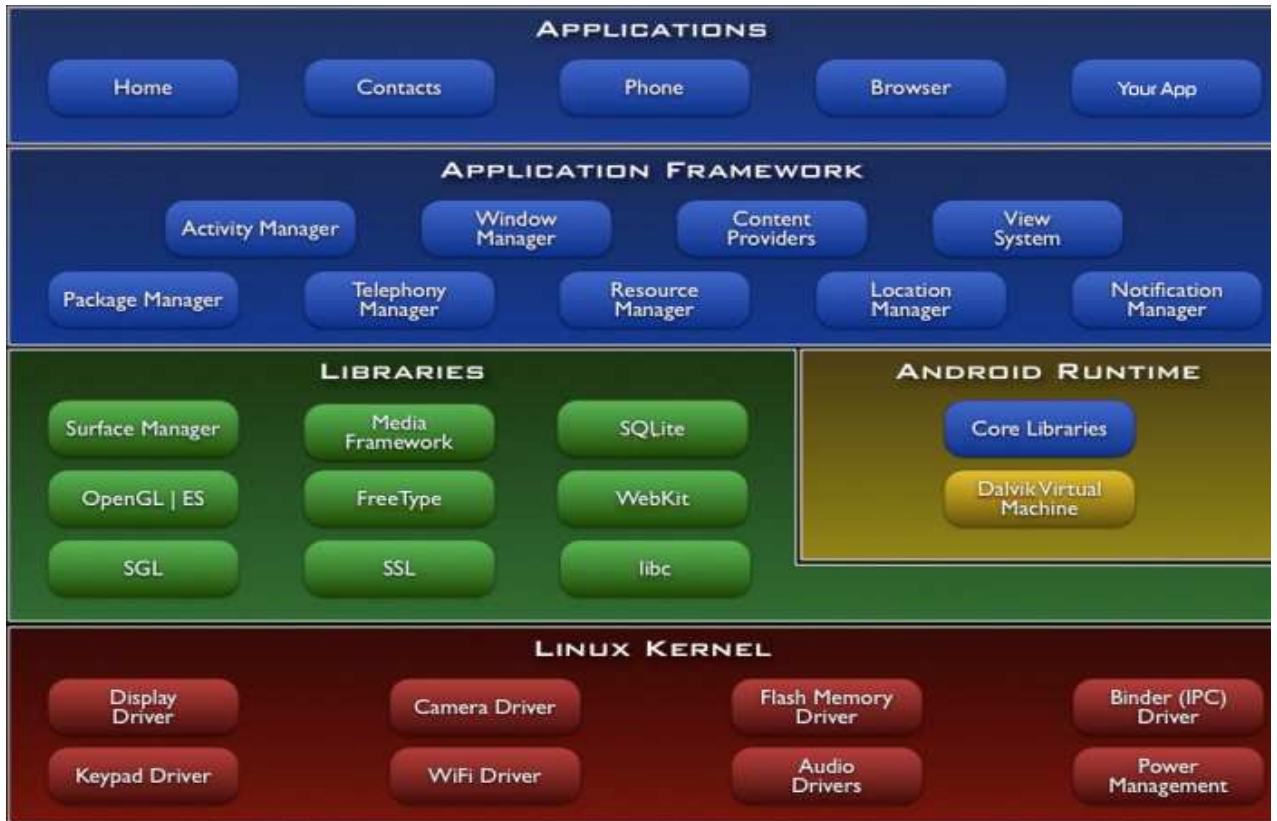 APPLICATIONS
Home
Contacts
Phone
Browser
Your App
APPLICATION FRAMEWORK
Activity Manager
Window
Manager
Content
Providers
View
System
Package Manager
Telephony
Manager
Resource
Manager
Location
Manager
Notification
Manager
LIBRARIES
Surface Manager
Media
Framework
SQLite
OpenGL | ES
FreeType
WebKit
SGL
SSL
libc
ANDROID RUNTIME
Core Libraries
Dalvik Virtual
Machine
LINUX KERNEL
Display
Driver
Camera Driver
Flash Memory
Driver
Binder (IPC)
Driver
Keypad Driver
WiFi Driver
Audio
Drivers
Power
Management